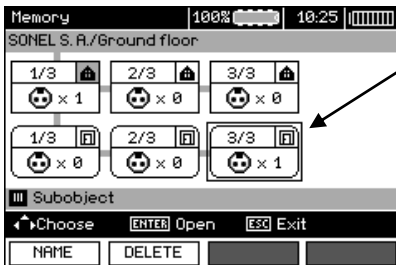 Memory 100% 10:25
SONEL S.A./Ground floor
1/3 2/3 3/3
× 1 × 0 × 0
1/3 2/3 3/3
× 0 × 0 × 1
Subobject
Choose ENTER Open ESC Exit
NAME DELETE